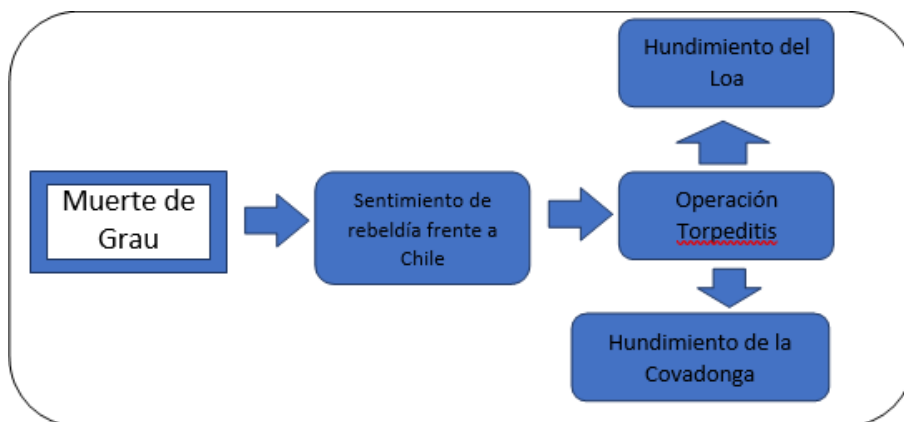 Muerte de
Grau
Sentimiento de
rebeldía frente a
Chile
Hundimiento del
Loa
Operación
Torpeditis
Hundimiento de la
Covadonga